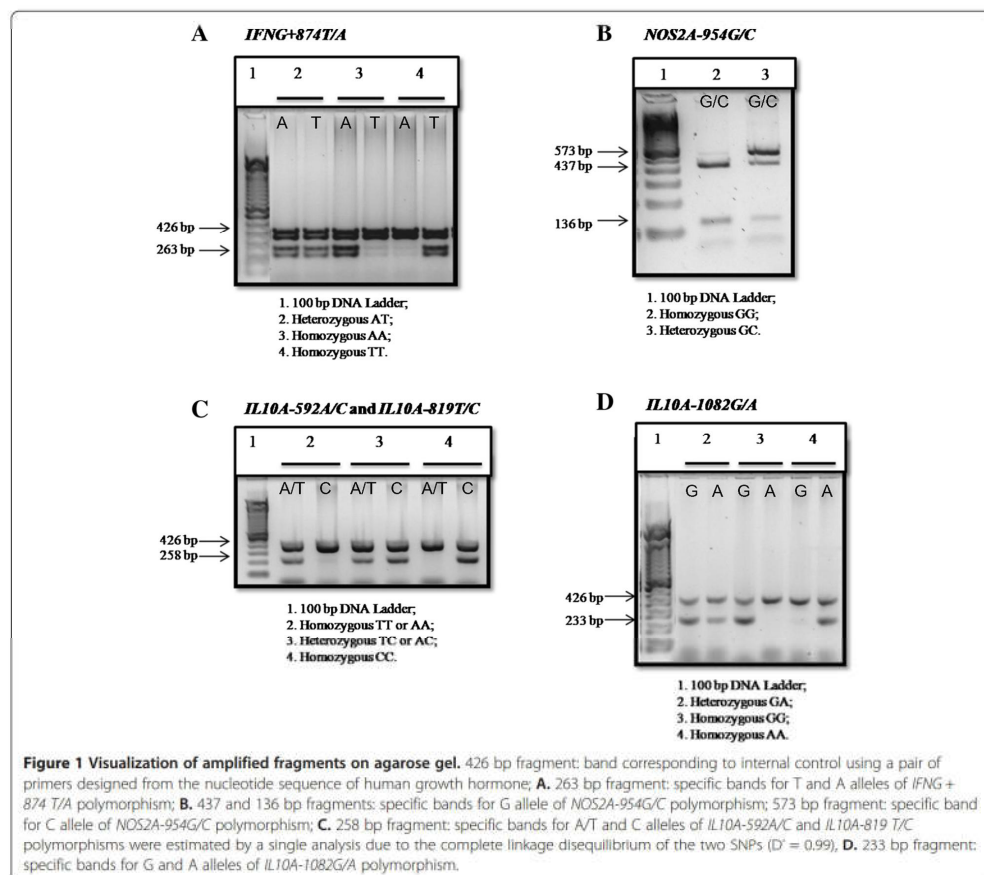 A IFNG+874T/A
1 2 3 4
A T A T A T
426 bp
263 bp
1. 100 bp DNA Ladder;
2. Heterozygous AT;
3. Homozygous AA;
4. Homozygous TT.
B NOS2A-954G/C
1 2 3
G/C G/C
573 bp
437 bp
136 bp
1. 100 bp DNA Ladder;
2. Homozygous GG;
3. Heterozygous GC.
C IL10A-592A/C and IL10A-819T/C
1 2 3 4
A/T C A/T C A/T C
426 bp
258 bp
1. 100 bp DNA Ladder;
2. Homozygous TT or AA;
3. Heterozygous TC or AC;
4. Homozygous CC.
D IL10A-1082G/A
1 2 3 4
G A G A G A
426 bp
233 bp
1. 100 bp DNA Ladder;
2. Heterozygous GA;
3. Homozygous GG;
4. Homozygous AA.
Figure 1 Visualization of amplified fragments on agarose gel. 426 bp fragment: band corresponding to internal control using a pair of
primers designed from the nucleotide sequence of human growth hormone; A. 263 bp fragment: specific bands for T and A alleles of IFNG +
874 T/A polymorphism; B. 437 and 136 bp fragments: specific bands for G allele of NOS2A-954G/C polymorphism; 573 bp fragment: specific band
for C allele of NOS2A-954G/C polymorphism; C. 258 bp fragment: specific bands for A/T and C alleles of IL10A-592A/C and IL10A-819 T/C
polymorphisms were estimated by a single analysis due to the complete linkage disequilibrium of the two SNPs (D' = 0.99), D. 233 bp fragment:
specific bands for G and A alleles of IL10A-1082G/A polymorphism.